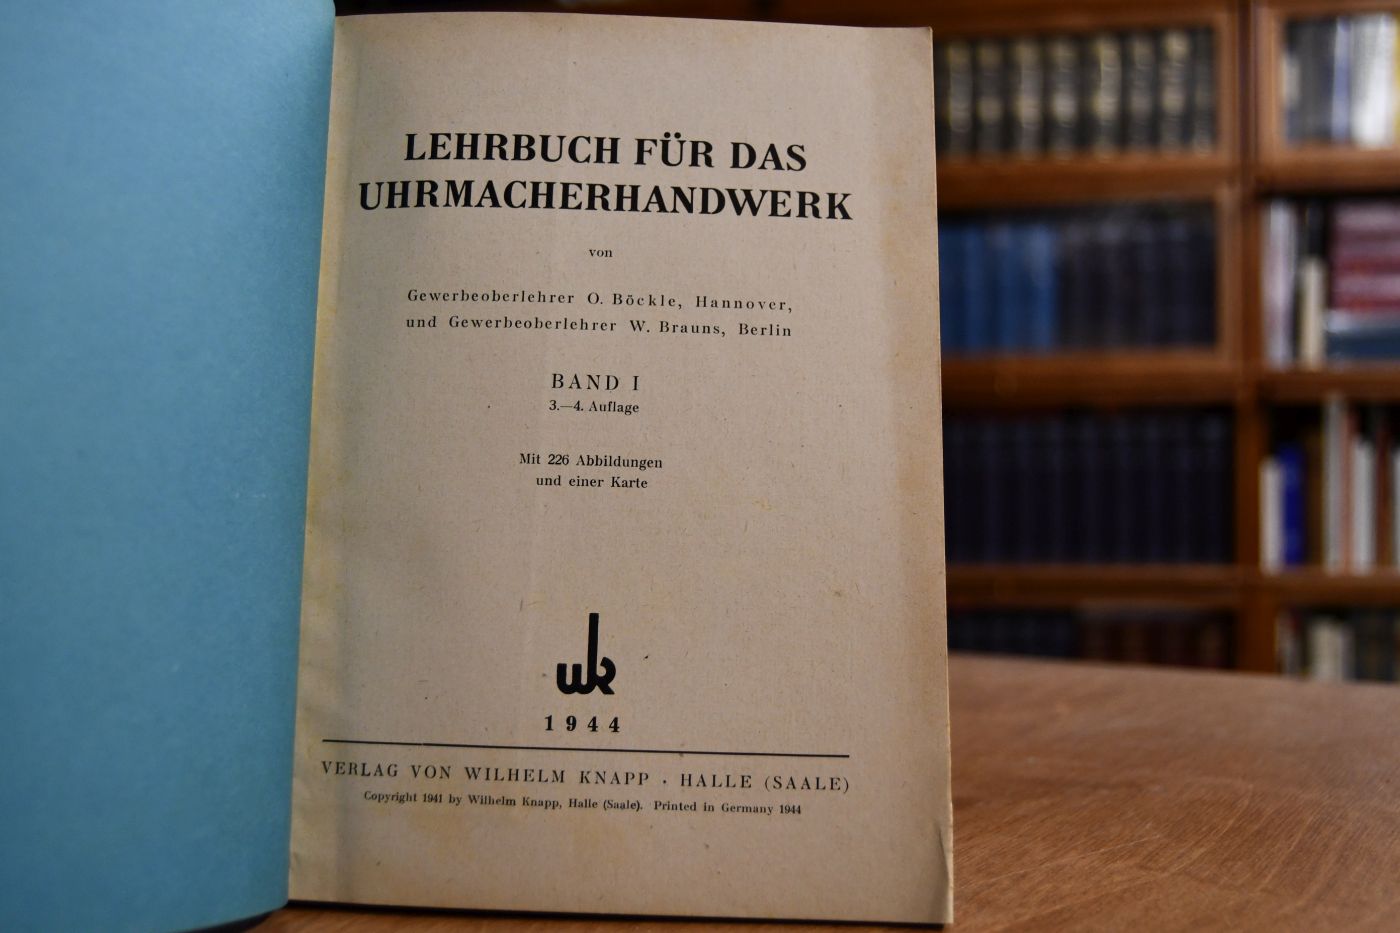 LEHRBUCH FÜR DAS
UHRMACHERHANDWERK
von
Gewerbeoberlehrer O. Böckle, Hannover,
und Gewerbeoberlehrer W. Brauns, Berlin
BAND I
3.—4. Auflage
Mit 226 Abbildungen
und einer Karte
wk
1944
VERLAG VON WILHELM KNAPP · HALLE (SAALE)
Copyright 1941 by Wilhelm Knapp, Halle (Saale). Printed in Germany 1944